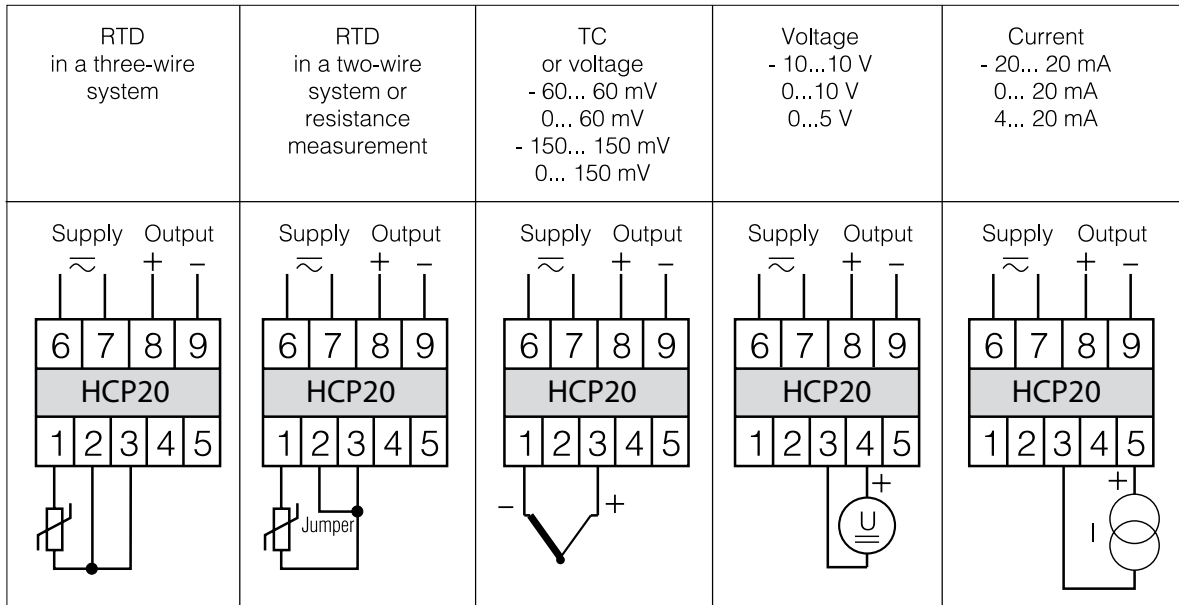 RTD
in a three-wire
system
RTD
in a two-wire
system or
resistance
measurement
TC
or voltage
- 60... 60 mV
0... 60 mV
- 150... 150 mV
0... 150 mV
Voltage
- 10...10 V
0...10 V
0...5 V
Current
- 20... 20 mA
0... 20 mA
4... 20 mA
Supply Output
+ −
6 7 8 9
HCP20
1 2 3 4 5
Supply Output
+ −
6 7 8 9
HCP20
1 2 3 4 5
Jumper
Supply Output
+ −
6 7 8 9
HCP20
1 2 3 4 5
− +
Supply Output
+ −
6 7 8 9
HCP20
1 2 3 4 5
+
U
Supply Output
+ −
6 7 8 9
HCP20
1 2 3 4 5
+
I